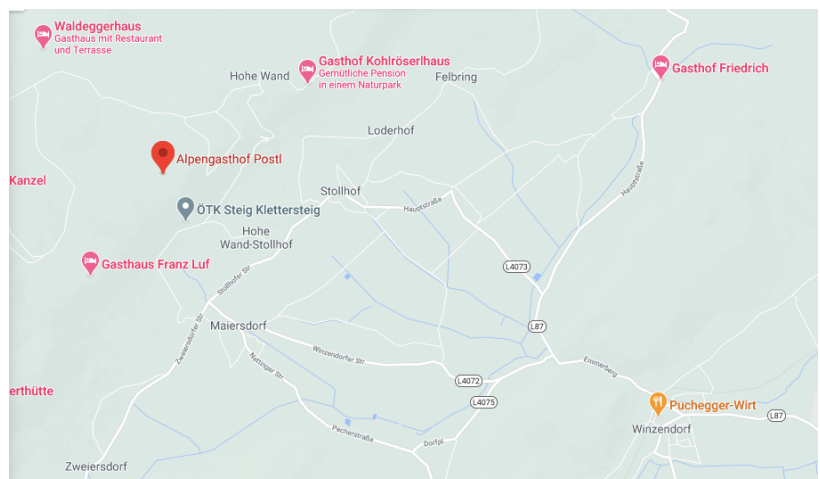 Waldeggerhaus
Gasthaus mit Restaurant
und Terrasse
Gasthof Kohlröserlhaus
Gemütliche Pension
in einem Naturpark
Hohe Wand
Felbring
Gasthof Friedrich
Loderhof
Alpengasthof Postl
Kanzel
Stollhof
Hauptstraße
Hauptstraße
ÖTK Steig Klettersteig
Hohe
Wand-Stollhof
Gasthaus Franz Luf
Stollhofer Str.
L4073
Zweiersdorfer Str.
Maiersdorf
L87
Winzendorfer Str.
Nettinger Str.
Emmerberg
L4072
erthütte
L4075
Puchegger-Wirt
L87
Winzendorf
Pacherstraße
Dorfpl.
Zweiersdorf